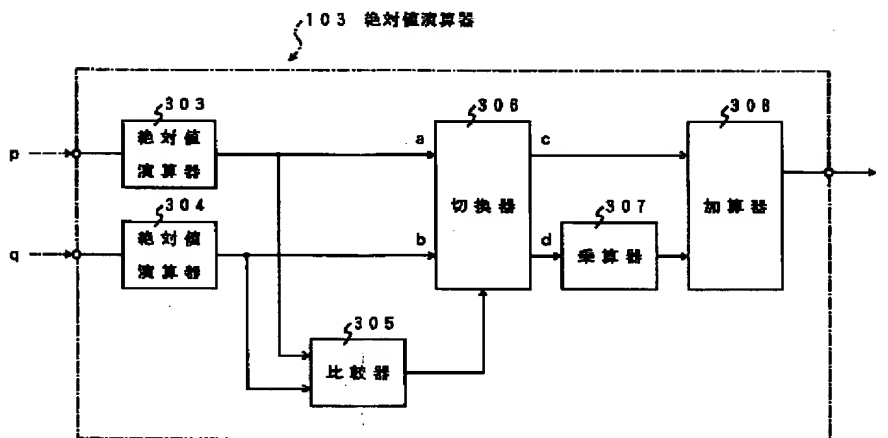 103 絶対値演算器
303
絶対値
演算器
304
絶対値
演算器
p
q
a
b
306
切換器
c
d
307
乗算器
308
加算器
305
比較器